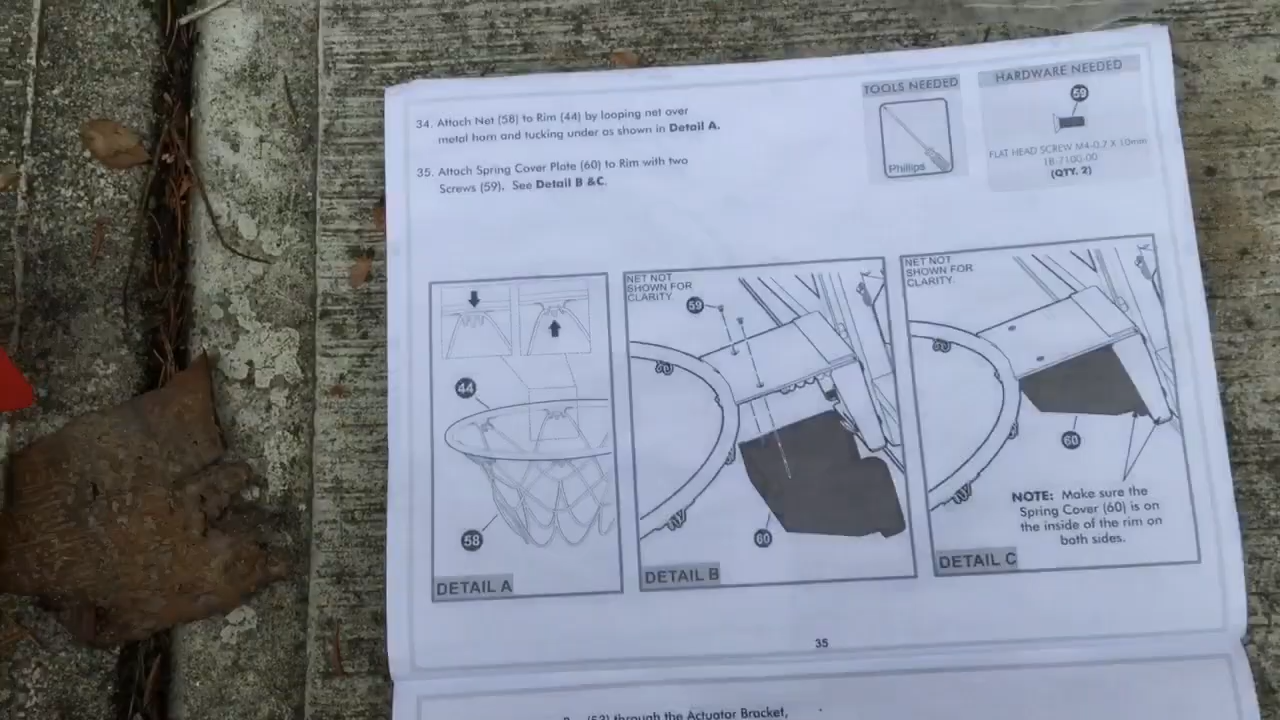 34. Attach Net (58) to Rim (44) by looping net over
metal horn and tucking under as shown in Detail A.
35. Attach Spring Cover Plate (60) to Rim with two
Screws (59). See Detail B &C.
TOOLS NEEDED
Phillips
HARDWARE NEEDED
59
FLAT HEAD SCREW M4-0.7 X 10mm
1B-7100-00
(QTY. 2)
44
58
DETAIL A
NET NOT
SHOWN FOR
CLARITY.
59
60
DETAIL B
NET NOT
SHOWN FOR
CLARITY.
60
NOTE: Make sure the
Spring Cover (60) is on
the inside of the rim on
both sides.
DETAIL C
35
(53) through the Actuator Bracket,